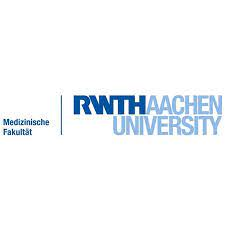 Medizinische
Fakultät
RWTHAACHEN
UNIVERSITY